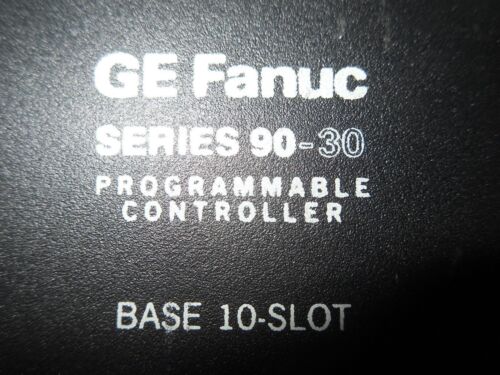 GE Fanuc
SERIES 90-30
PROGRAMMABLE
CONTROLLER
BASE 10-SLOT